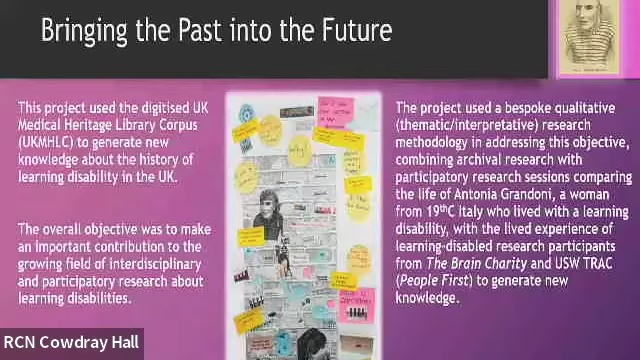 Bringing the Past into the Future
This project used the digitised UK
Medical Heritage Library Corpus
(UKMHLC) to generate new
knowledge about the history of
learning disability in the UK.
The overall objective was to make
an important contribution to the
growing field of interdisciplinary
and participatory research about
learning disabilities.
The project used a bespoke qualitative
(thematic/interpretative) research
methodology in addressing this objective,
combining archival research with
participatory research sessions comparing
the life of Antonia Grandoni, a woman
from 19thC Italy who lived with a learning
disability, with the lived experience of
learning-disabled research participants
from The Brain Charity and USW TRAC
(People First) to generate new
knowledge.
RCN Cowdray Hall